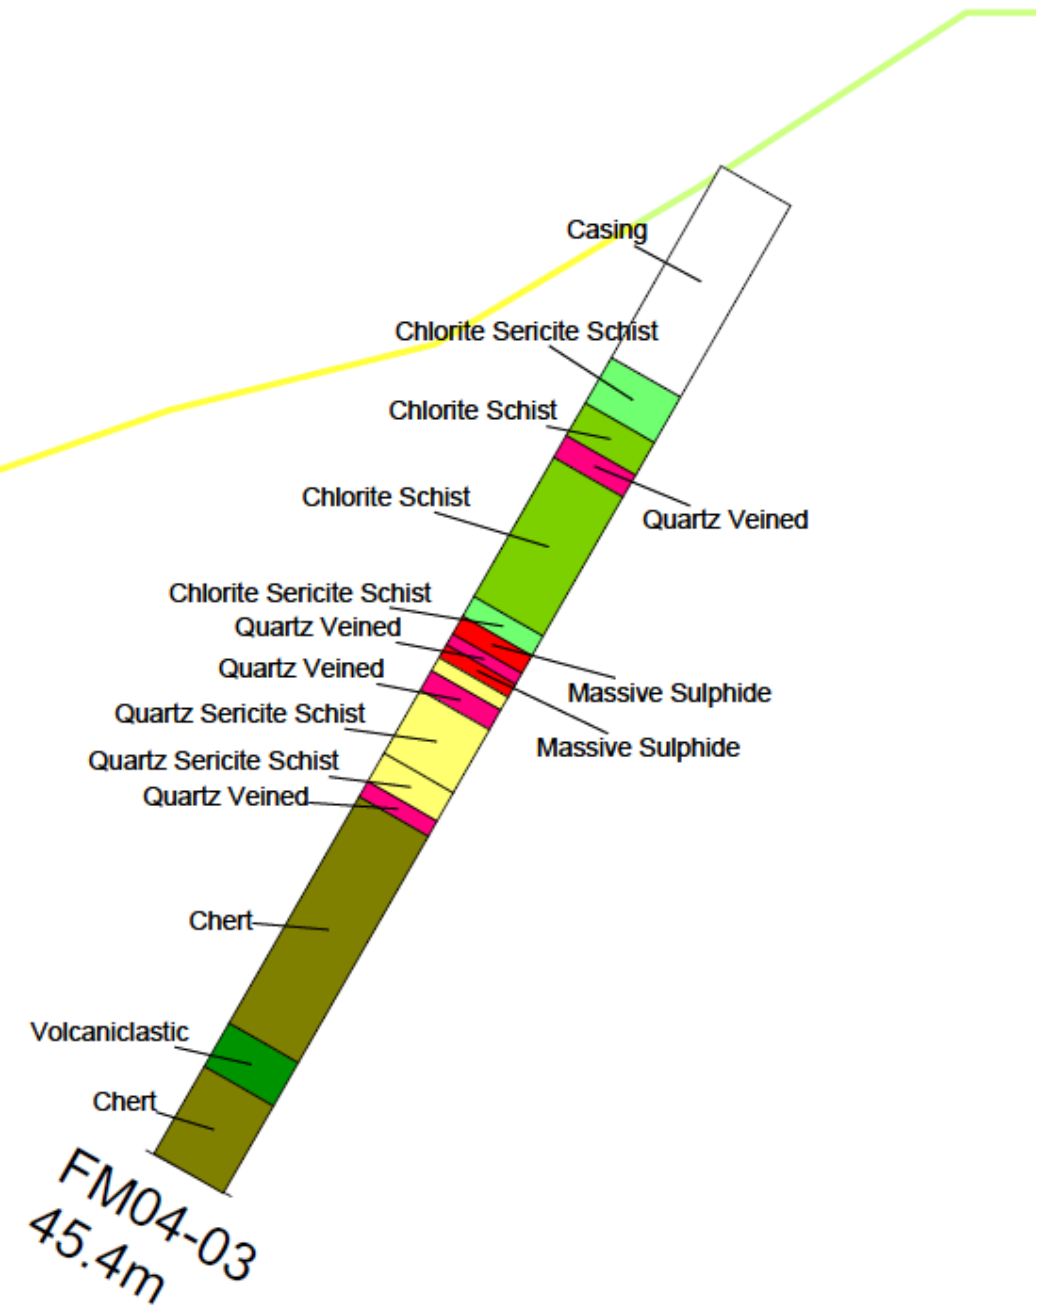 Casing
Chlorite Sericite Schist
Chlorite Schist
Chlorite Schist
Quartz Veined
Chlorite Sericite Schist
Quartz Veined
Quartz Veined
Massive Sulphide
Quartz Sericite Schist
Massive Sulphide
Quartz Sericite Schist
Quartz Veined
Chert
Volcaniclastic
Chert
FM04-03
45.4m